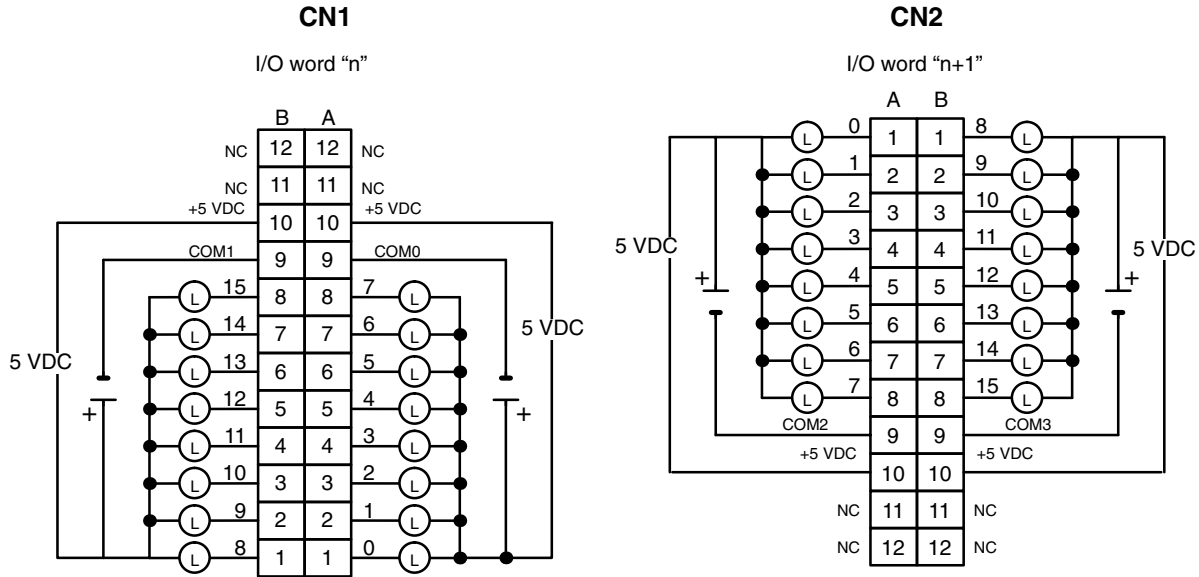 CN1
I/O word “n”
B A
NC 12 12 NC
NC 11 11 NC
+5 VDC 10 10 +5 VDC
COM1 9 9 COM0
L 15 8 8 7 L
L 14 7 7 6 L
L 13 6 6 5 L
L 12 5 5 4 L
L 11 4 4 3 L
L 10 3 3 2 L
L 9 2 2 1 L
L 8 1 1 0 L
5 VDC
+
5 VDC
+
CN2
I/O word “n+1”
A B
L 0 1 1 8 L
L 1 2 2 9 L
L 2 3 3 10 L
L 3 4 4 11 L
L 4 5 5 12 L
L 5 6 6 13 L
L 6 7 7 14 L
L 7 8 8 15 L
COM2 9 9 COM3
+5 VDC 10 10 +5 VDC
NC 11 11 NC
NC 12 12 NC
5 VDC
+
5 VDC
+